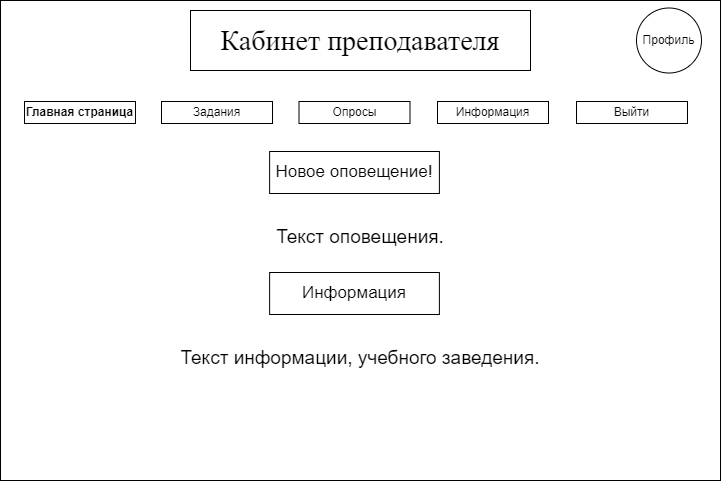 Кабинет преподавателя
Профиль
Главная страница
Задания
Опросы
Информация
Выйти
Новое оповещение!
Текст оповещения.
Информация
Текст информации, учебного заведения.